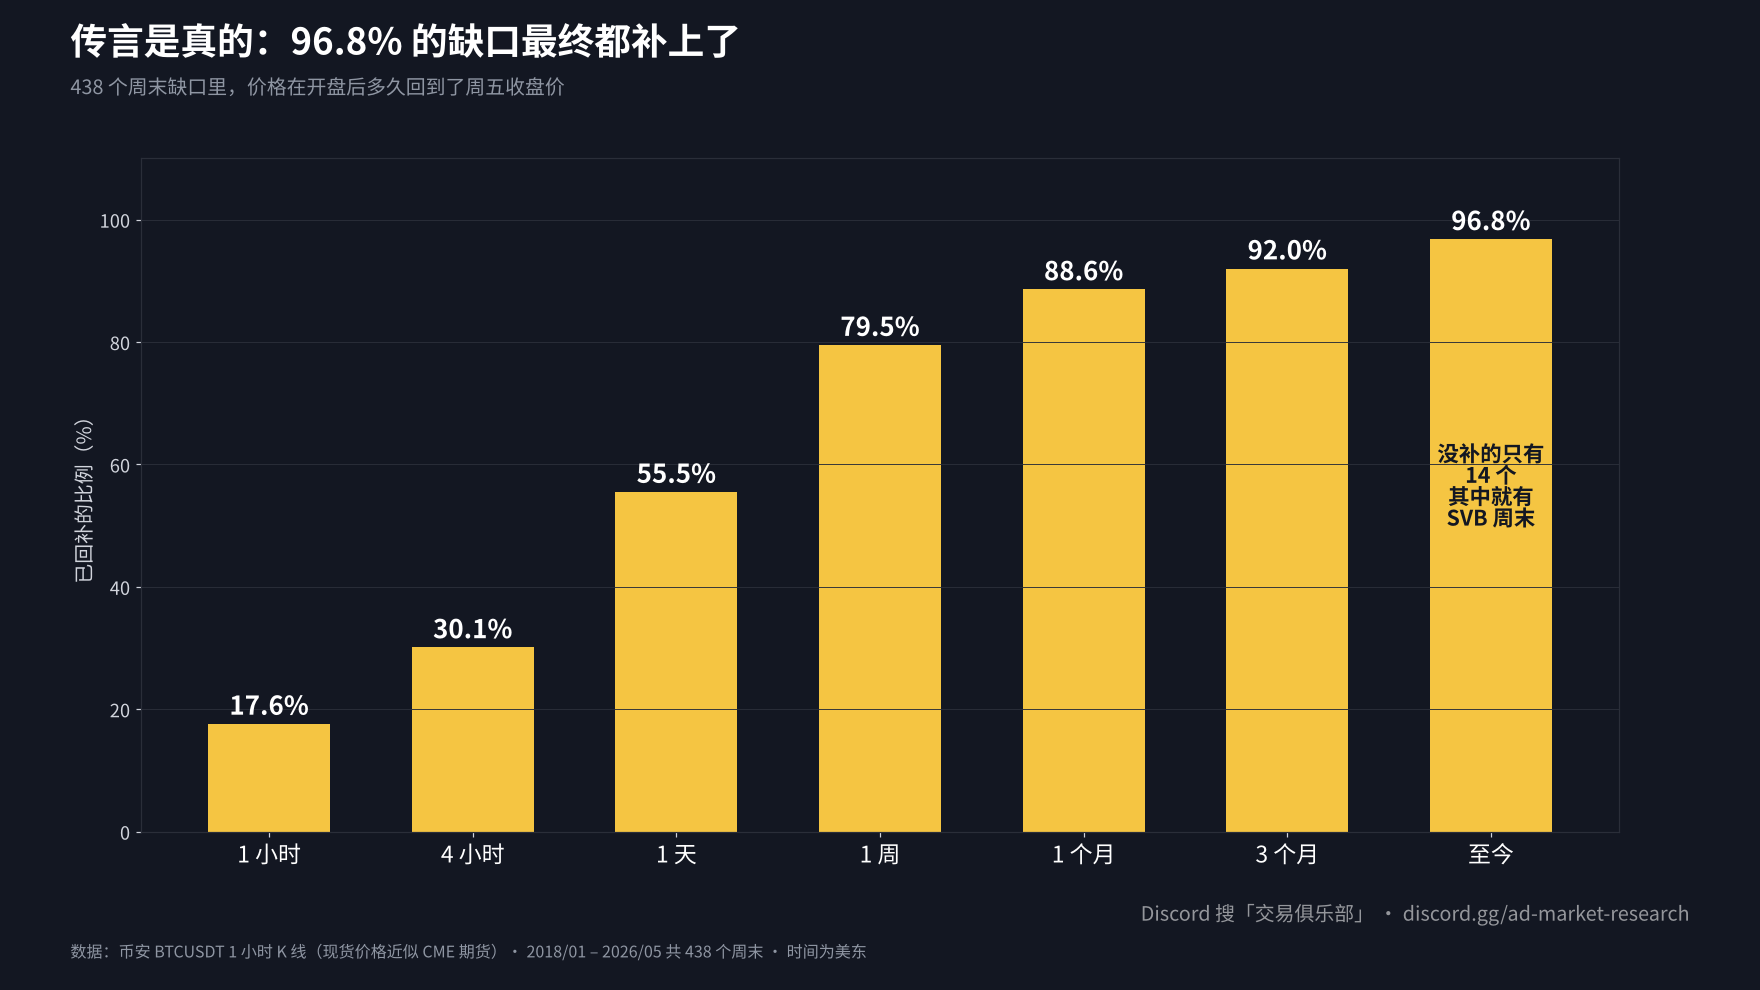 传言是真的：96.8% 的缺口最终都补上了
438 个周末缺口里，价格在开盘后多久回到了周五收盘价
已回补的比例（%）
100
80
60
40
20
0
17.6%
30.1%
55.5%
79.5%
88.6%
92.0%
96.8%
没补的只有
14 个
其中就有
SVB 周末
1 小时
4 小时
1 天
1 周
1 个月
3 个月
至今
Discord 搜「交易俱乐部」 · discord.gg/ad-market-research
数据：币安 BTCUSDT 1 小时 K 线（现货价格近似 CME 期货） · 2018/01 – 2026/05 共 438 个周末 · 时间为美东